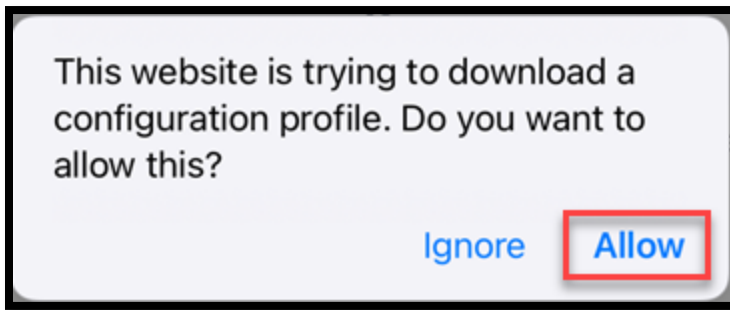 This website is trying to download a
configuration profile. Do you want to
allow this?
Ignore Allow